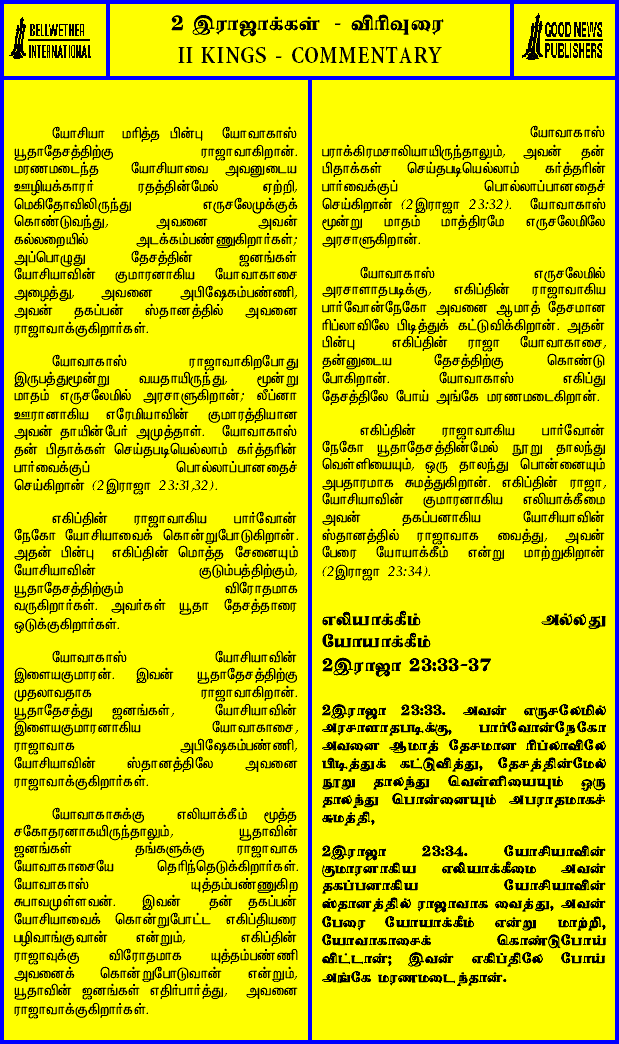 BELLWETHER
INTERNATIONAL
2 இராஜாக்கள் - விரிவுரை
II KINGS - COMMENTARY
GOOD NEWS
PUBLISHERS
யோசியா மரித்த பின்பு யோவாகாஸ்
யூதாதேசத்திற்கு ராஜாவாகிறான்.
மரணமடைந்த யோசியாவை அவனுடைய
ஊழியக்காரர் ரதத்தின்மேல் ஏற்றி,
மெகிதோவிலிருந்து எருசலேமுக்குக்
கொண்டுவந்து, அவனை அவன்
கல்லறையில் அடக்கம்பண்ணுகிறார்கள்;
அப்பொழுது தேசத்தின் ஜனங்கள்
யோசியாவின் குமாரனாகிய யோவாகாசை
அழைத்து, அவனை அபிஷேகம்பண்ணி,
அவன் தகப்பன் ஸ்தானத்தில் அவனை
ராஜாவாக்குகிறார்கள்.
யோவாகாஸ் ராஜாவாகிறபோது
இருபத்துமூன்று வயதாயிருந்து, மூன்று
மாதம் எருசலேமில் அரசாளுகிறான்; லீப்னா
ஊரானாகிய எரேமியாவின் குமாரத்தியான
அவன் தாயின்பேர் அமுத்தாள். யோவாகாஸ்
தன் பிதாக்கள் செய்தபடியெல்லாம் கர்த்தரின்
பார்வைக்குப் பொல்லாப்பானதைச்
செய்கிறான் (2இராஜா 23:31,32).
எகிப்தின் ராஜாவாகிய பார்வோன்
நேகோ யோசியாவைக் கொன்றுபோடுகிறான்.
அதன் பின்பு எகிப்தின் மொத்த சேனையும்
யோசியாவின் குடும்பத்திற்கும்,
யூதாதேசத்திற்கும் விரோதமாக
வருகிறார்கள். அவர்கள் யூதா தேசத்தாரை
ஒடுக்குகிறார்கள்.
யோவாகாஸ் யோசியாவின்
இளையகுமாரன். இவன் யூதாதேசத்திற்கு
முதலாவதாக ராஜாவாகிறான்.
யூதாதேசத்து ஜனங்கள், யோசியாவின்
இளையகுமாரனாகிய யோவாகாசை,
ராஜாவாக அபிஷேகம்பண்ணி,
யோசியாவின் ஸ்தானத்திலே அவனை
ராஜாவாக்குகிறார்கள்.
யோவாகாசுக்கு எலியாக்கீம் மூத்த
சகோதரனாகயிருந்தாலும், யூதாவின்
ஜனங்கள் தங்களுக்கு ராஜாவாக
யோவாகாசையே தெரிந்தெடுக்கிறார்கள்.
யோவாகாஸ் யுத்தம்பண்ணுகிற
சுபாவமுள்ளவன். இவன் தன் தகப்பன்
யோசியாவைக் கொன்றுபோட்ட எகிப்தியரை
பழிவாங்குவான் என்றும், எகிப்தின்
ராஜாவுக்கு விரோதமாக யுத்தம்பண்ணி
அவனைக் கொன்றுபோடுவான் என்றும்,
யூதாவின் ஜனங்கள் எதிர்பார்த்து, அவனை
ராஜாவாக்குகிறார்கள்.
யோவாகாஸ்
பராக்கிரமசாலியாயிருந்தாலும், அவன் தன்
பிதாக்கள் செய்தபடியெல்லாம் கர்த்தரின்
பார்வைக்குப் பொல்லாப்பானதைச்
செய்கிறான் (2இராஜா 23:32). யோவாகாஸ்
மூன்று மாதம் மாத்திரமே எருசலேமிலே
அரசாளுகிறான்.
யோவாகாஸ் எருசலேமில்
அரசாளாதபடிக்கு, எகிப்தின் ராஜாவாகிய
பார்வோன்நேகோ அவனை ஆமாத் தேசமான
ரிப்லாவிலே பிடித்துக் கட்டுவிக்கிறான். அதன்
பின்பு எகிப்தின் ராஜா யோவாகாசை,
தன்னுடைய தேசத்திற்கு கொண்டு
போகிறான். யோவாகாஸ் எகிப்து
தேசத்திலே போய் அங்கே மரணமடைகிறான்.
எகிப்தின் ராஜாவாகிய பார்வோன்
நேகோ யூதாதேசத்தின்மேல் நூறு தாலந்து
வெள்ளியையும், ஒரு தாலந்து பொன்னையும்
அபதாரமாக சுமத்துகிறான். எகிப்தின் ராஜா,
யோசியாவின் குமாரனாகிய எலியாக்கீமை
அவன் தகப்பனாகிய யோசியாவின்
ஸ்தானத்தில் ராஜாவாக வைத்து, அவன்
பேரை யோயாக்கீம் என்று மாற்றுகிறான்
(2இராஜா 23:34).
எலியாக்கீம் அல்லது
யோயாக்கீம்
2இராஜா 23:33-37
2இராஜா 23:33. அவன் எருசலேமில்
அரசாளாதபடிக்கு, பார்வோன்நேகோ
அவனை ஆமாத் தேசமான ரிப்லாவிலே
பிடித்துக் கட்டுவித்து, தேசத்தின்மேல்
நூறு தாலந்து வெள்ளியையும் ஒரு
தாலந்து பொன்னையும் அபராதமாகச்
சுமத்தி,
2இராஜா 23:34. யோசியாவின்
குமாரனாகிய எலியாக்கீமை அவன்
தகப்பனாகிய யோசியாவின்
ஸ்தானத்தில் ராஜாவாக வைத்து, அவன்
பேரை யோயாக்கீம் என்று மாற்றி,
யோவாகாசைக் கொண்டுபோய்
விட்டான்; இவன் எகிப்திலே போய்
அங்கே மரணமடைந்தான்.